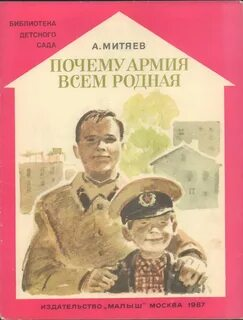 БИБЛИОТЕКА
ДЕТСКОГО
САДА
А. МИТЯЕВ
ПОЧЕМУ АРМИЯ
ВСЕМ РОДНАЯ
ИЗДАТЕЛЬСТВО „МАЛЫШ" МОСКВА 1987